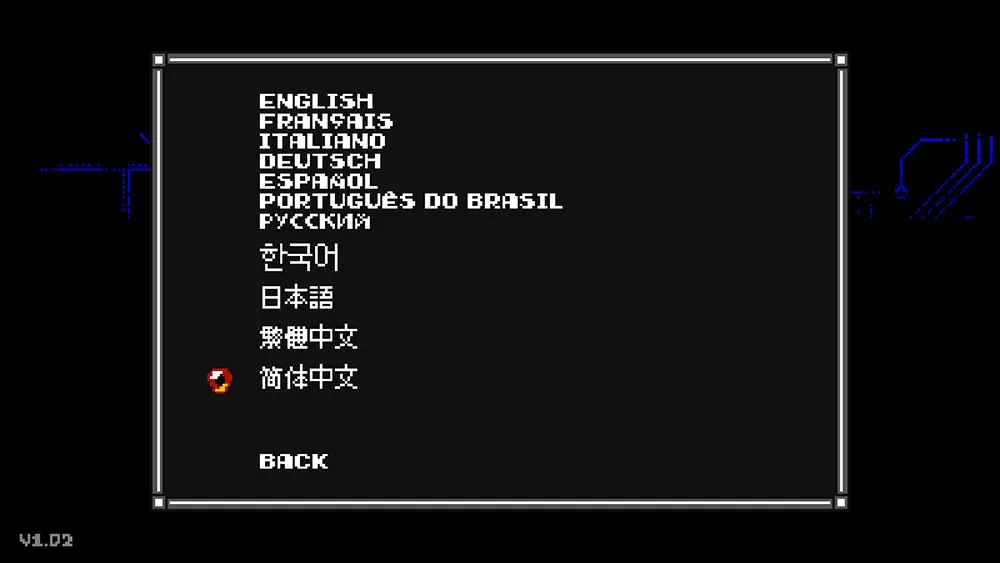 ENGLISH
FRANÇAIS
ITALIANO
DEUTSCH
ESPAÑOL
PORTUGUÊS DO BRASIL
РУССКИЙ
한국어
日本語
繁體中文
简体中文
BACK
V1.02